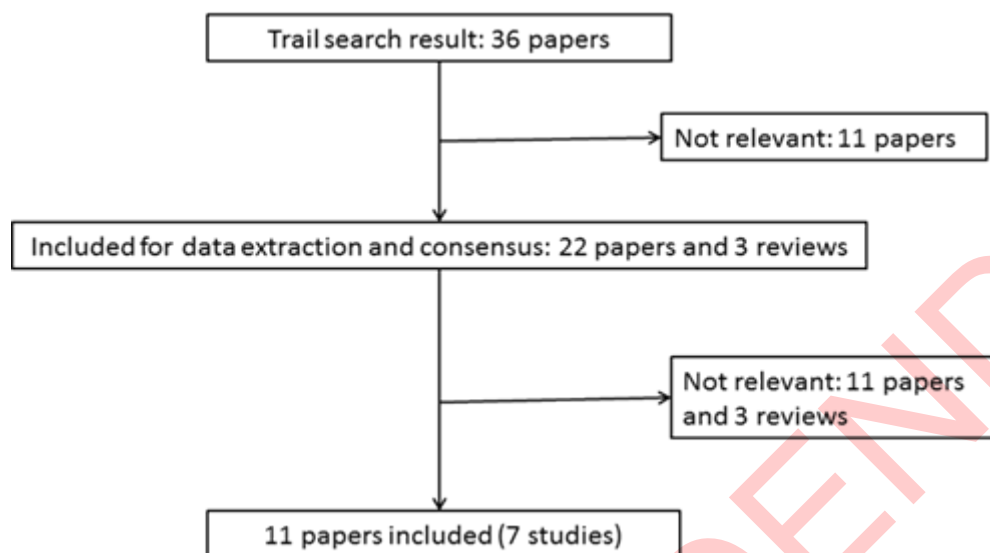 Trail search result: 36 papers
Not relevant: 11 papers
Included for data extraction and consensus: 22 papers and 3 reviews
Not relevant: 11 papers
and 3 reviews
11 papers included (7 studies)
END